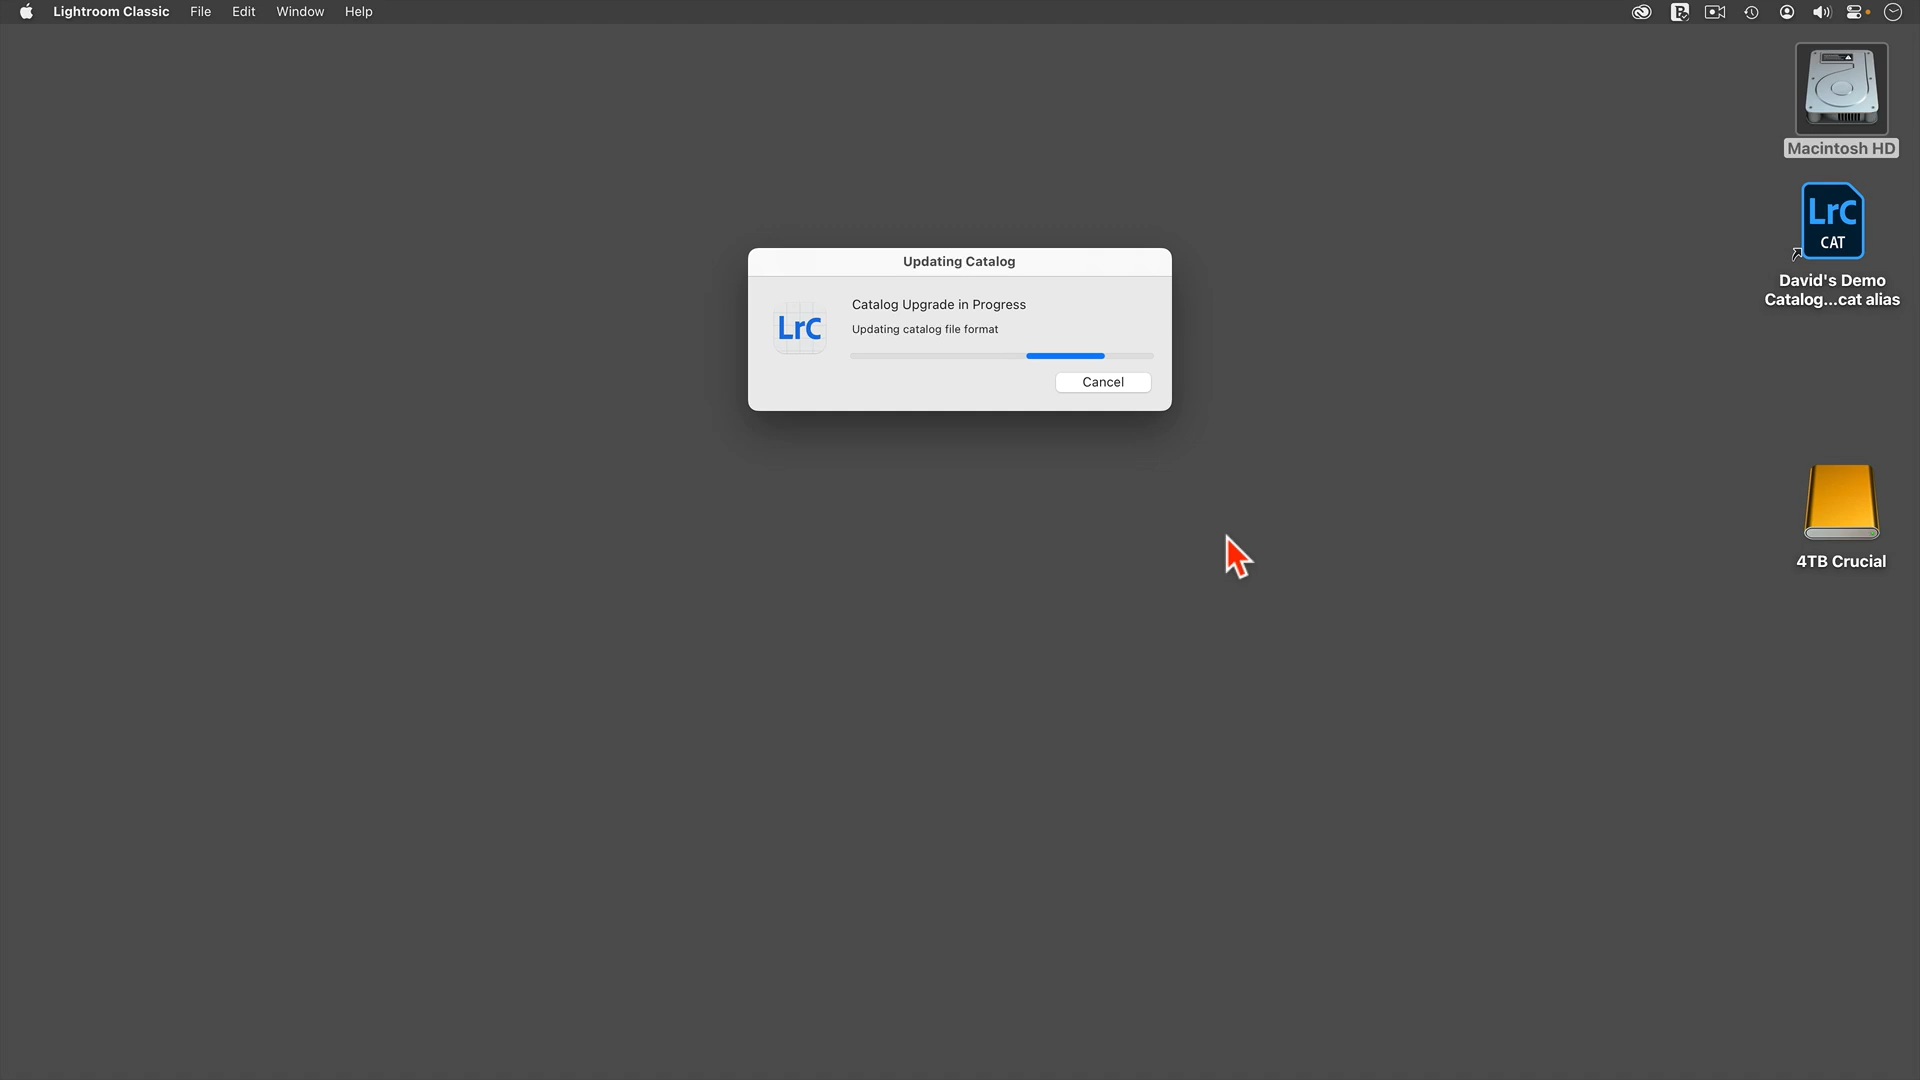 Lightroom Classic File Edit Window Help
Macintosh HD
LrC
CAT
David's Demo
Catalog...cat alias
Updating Catalog
Catalog Upgrade in Progress
LrC
Updating catalog file format
Cancel
4TB Crucial